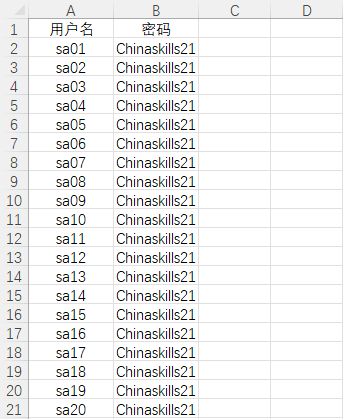 A B C D
1 用户名 密码
2 sa01 Chinaskills21
3 sa02 Chinaskills21
4 sa03 Chinaskills21
5 sa04 Chinaskills21
6 sa05 Chinaskills21
7 sa06 Chinaskills21
8 sa07 Chinaskills21
9 sa08 Chinaskills21
10 sa09 Chinaskills21
11 sa10 Chinaskills21
12 sa11 Chinaskills21
13 sa12 Chinaskills21
14 sa13 Chinaskills21
15 sa14 Chinaskills21
16 sa15 Chinaskills21
17 sa16 Chinaskills21
18 sa17 Chinaskills21
19 sa18 Chinaskills21
20 sa19 Chinaskills21
21 sa20 Chinaskills21